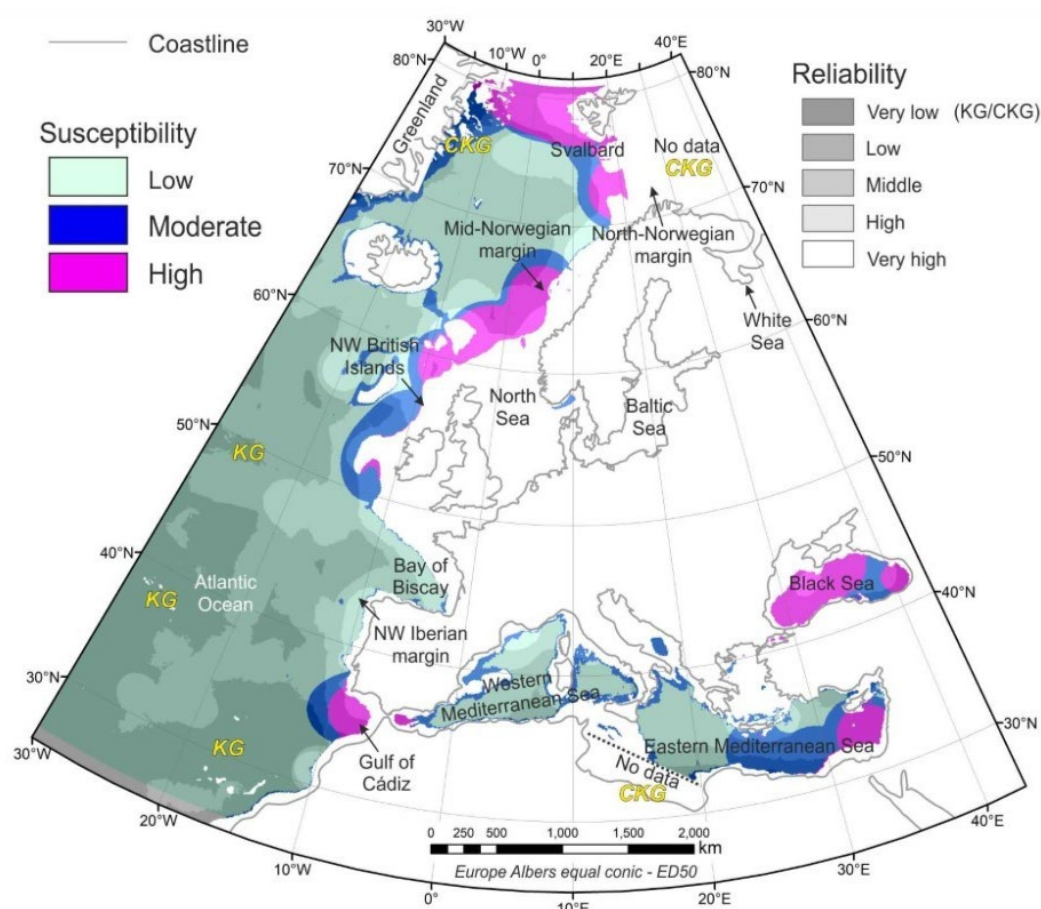 30°W
10°W
0°
20°E
40°E
Coastline
80°N
80°N
Reliability
Very low (KG/CKG)
Low
Middle
High
Very high
Susceptibility
Low
Moderate
High
Greenland
CKG
Svalbard
No data
CKG
70°N
70°N
Mid-Norwegian
margin
North-Norwegian
margin
60°N
60°N
White
Sea
NW British
Islands
North
Sea
Baltic
Sea
50°N
50°N
KG
40°N
40°N
Atlantic
Ocean
KG
Bay of
Biscay
Black Sea
NW Iberian
margin
30°N
30°N
Western
Mediterranean Sea
Eastern Mediterranean Sea
30°W
KG
Gulf of
Cádiz
No data
CKG
20°W
40°E
0 250 500 1,000 1,500 2,000
km
Europe Albers equal conic - ED50
10°W
30°E
0°
20°E
10°E